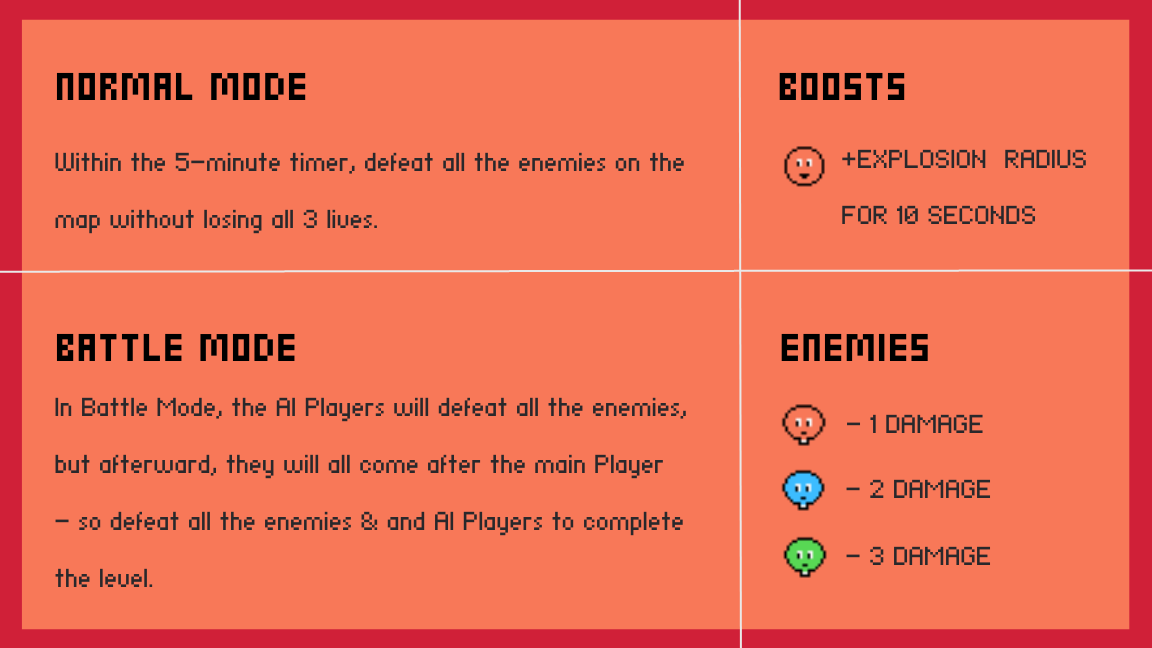 NORMAL MODE
Within the 5-minute timer, defeat all the enemies on the
map without losing all 3 lives.
BOOSTS
+EXPLOSION RADIUS
FOR 10 SECONDS
BATTLE MODE
In Battle Mode, the AI Players will defeat all the enemies,
but afterward, they will all come after the main Player
- so defeat all the enemies & and AI Players to complete
the level.
ENEMIES
- 1 DAMAGE
- 2 DAMAGE
- 3 DAMAGE